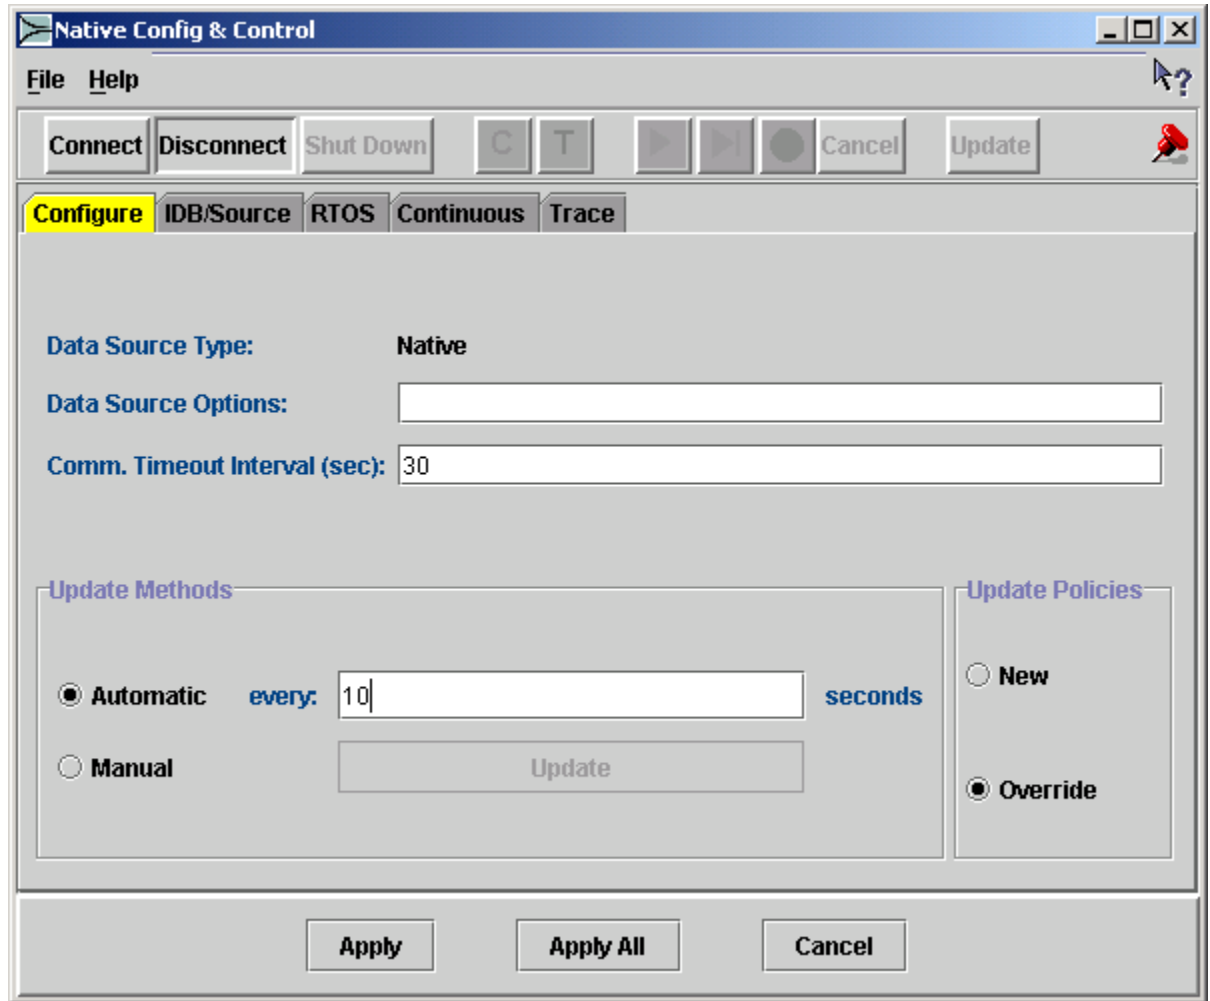 Native Config & Control
File Help
Connect Disconnect Shut Down C T Cancel Update
Configure IDB/Source RTOS Continuous Trace
Data Source Type: Native
Data Source Options:
Comm. Timeout Interval (sec): 30
Update Methods Update Policies
Automatic every: 10 seconds New
Manual Update Override
Apply Apply All Cancel